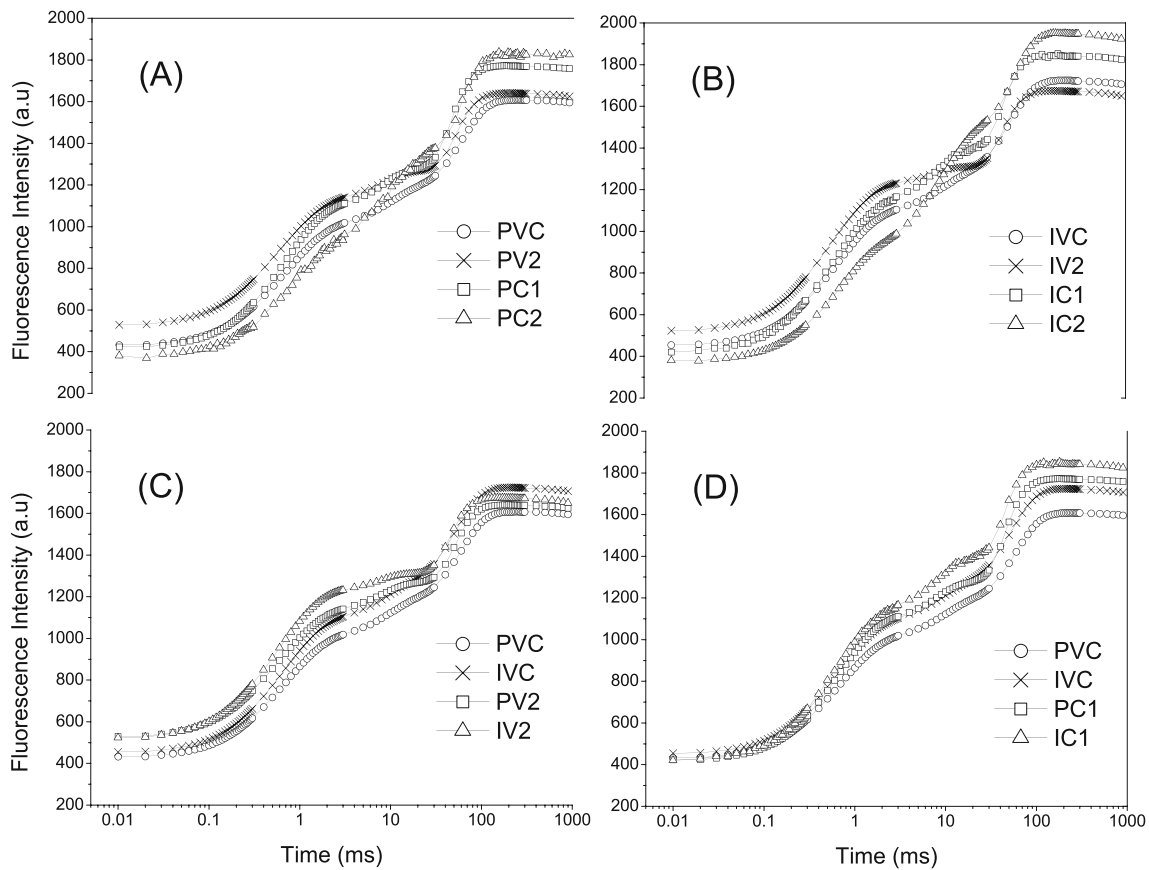 (A)
Fluorescence Intensity (a.u)
2000
1800
1600
1400
1200
1000
800
600
400
200
PVC
PV2
PC1
PC2
(B)
2000
1800
1600
1400
1200
1000
800
600
400
200
IVC
IV2
IC1
IC2
(C)
Fluorescence Intensity (a.u)
2000
1800
1600
1400
1200
1000
800
600
400
200
PVC
IVC
PV2
IV2
0.01 0.1 1 10 100 1000
Time (ms)
(D)
2000
1800
1600
1400
1200
1000
800
600
400
200
PVC
IVC
PC1
IC1
0.01 0.1 1 10 100 1000
Time (ms)